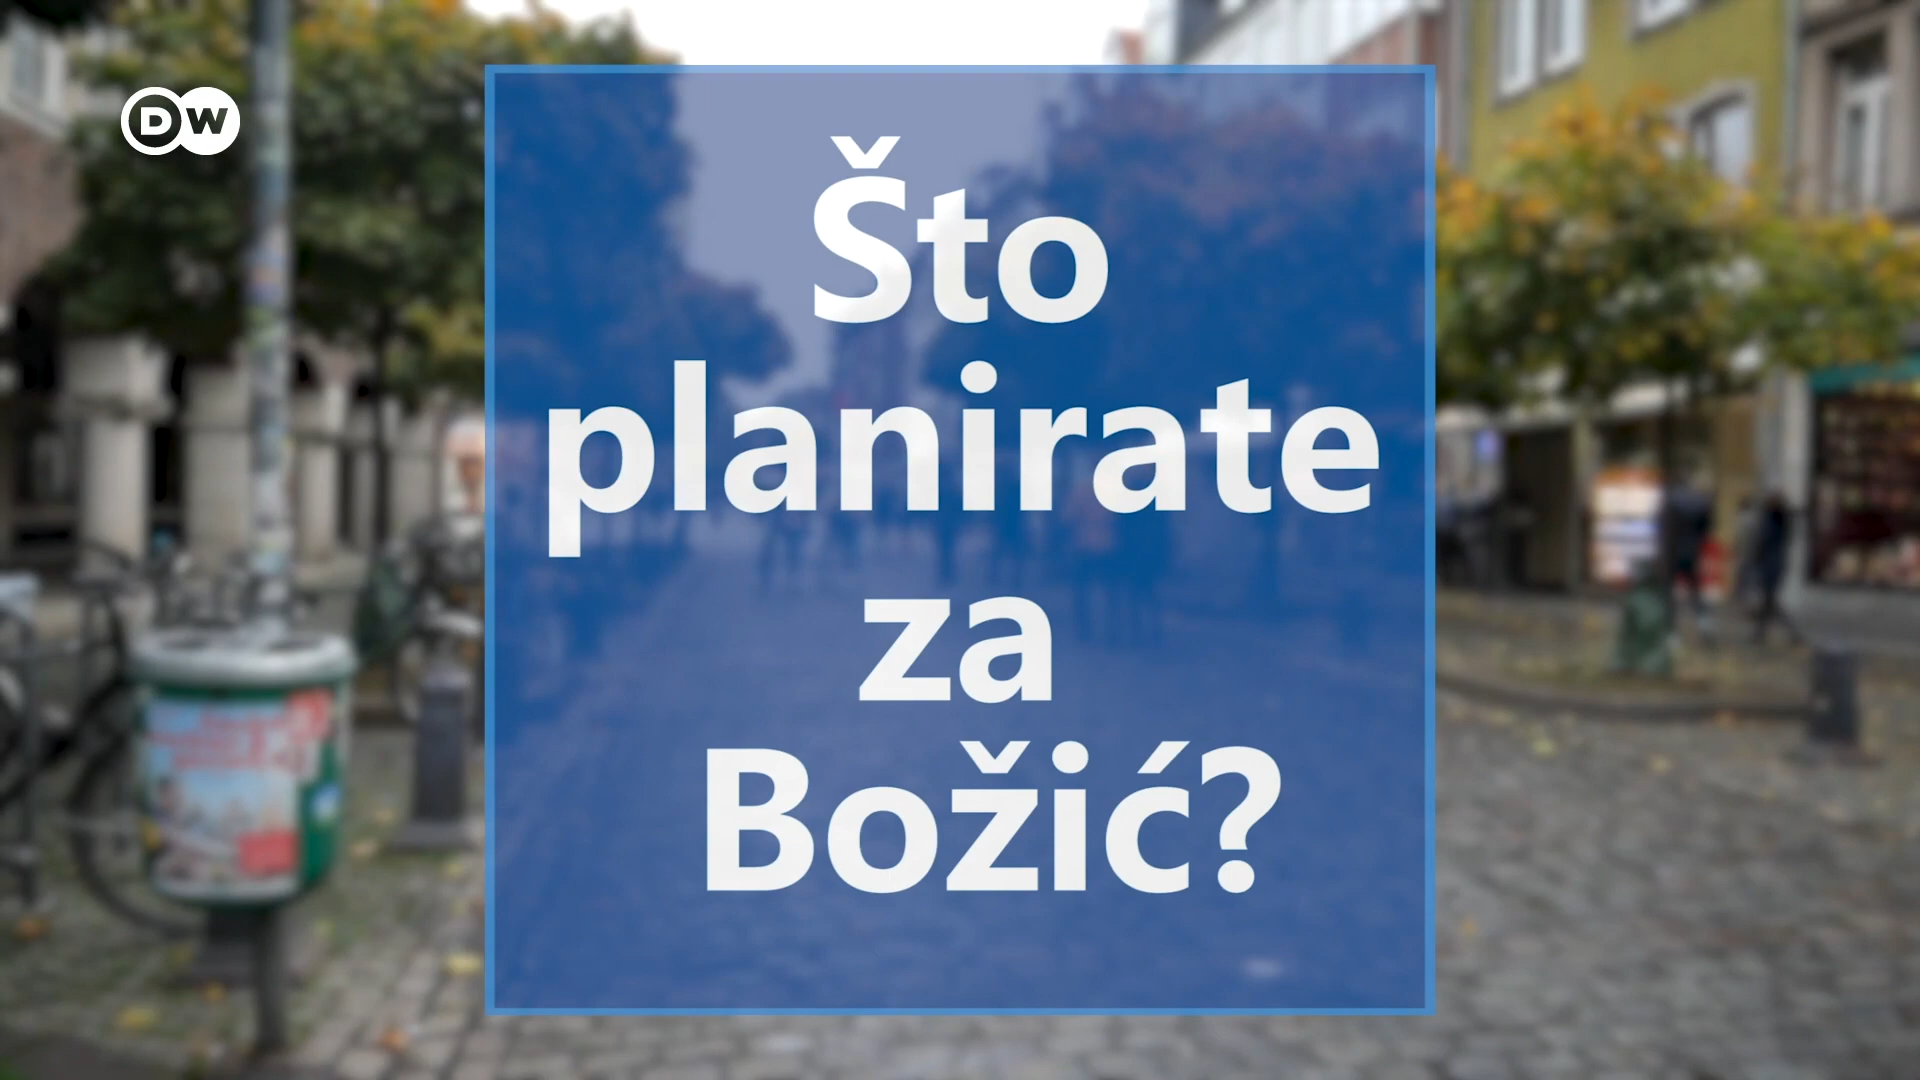 DW
Što
planirate
za
Božić?